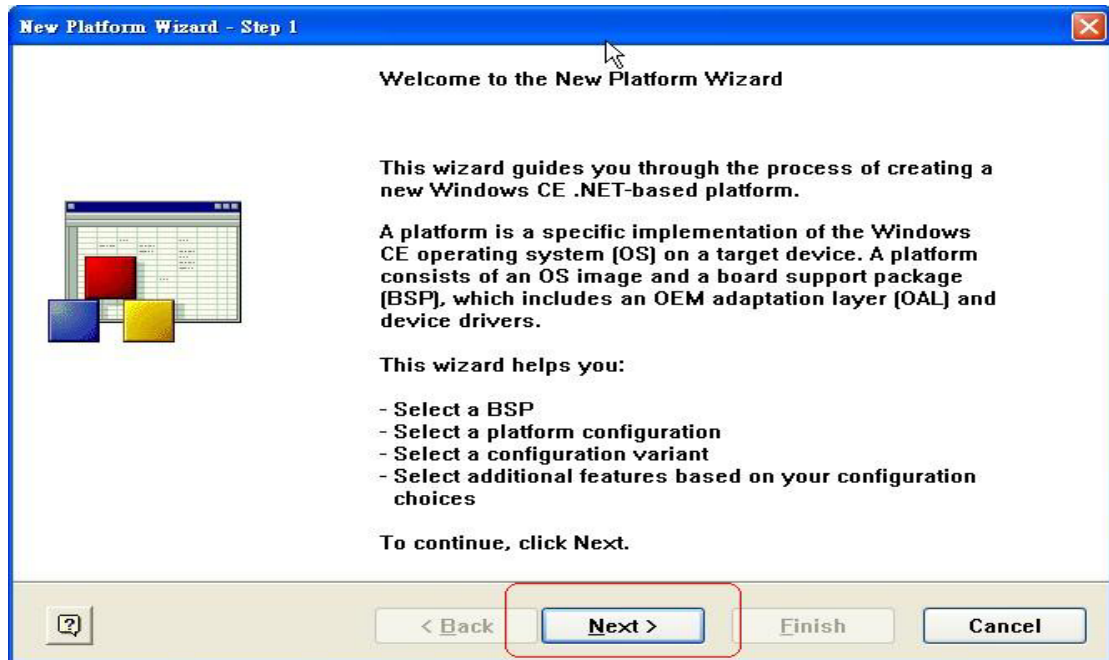 New Platform Wizard - Step 1
Welcome to the New Platform Wizard
This wizard guides you through the process of creating a
new Windows CE .NET-based platform.
A platform is a specific implementation of the Windows
CE operating system (OS) on a target device. A platform
consists of an OS image and a board support package
(BSP), which includes an OEM adaptation layer (OAL) and
device drivers.
This wizard helps you:
- Select a BSP
- Select a platform configuration
- Select a configuration variant
- Select additional features based on your configuration
choices
To continue, click Next.
?
< Back
Next >
Finish
Cancel